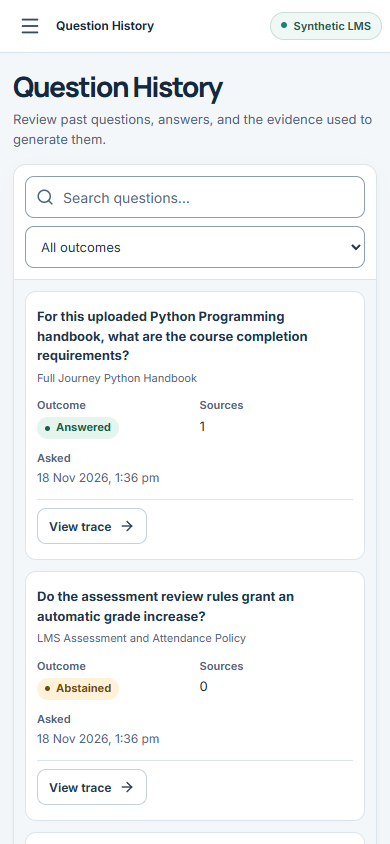 Question History
Synthetic LMS
Question History
Review past questions, answers, and the evidence used to
generate them.
Search questions...
All outcomes
For this uploaded Python Programming
handbook, what are the course completion
requirements?
Full Journey Python Handbook
Outcome
Sources
Answered
1
Asked
18 Nov 2026, 1:36 pm
View trace
Do the assessment review rules grant an
automatic grade increase?
LMS Assessment and Attendance Policy
Outcome
Sources
Abstained
0
Asked
18 Nov 2026, 1:36 pm
View trace